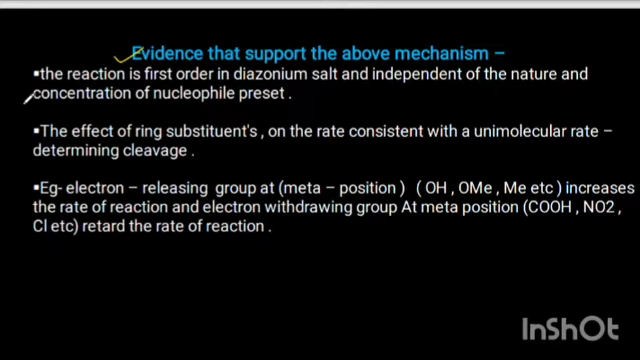 Evidence that support the above mechanism –
▪the reaction is first order in diazonium salt and independent of the nature and
concentration of nucleophile preset .
▪The effect of ring substituent's , on the rate consistent with a unimolecular rate –
determining cleavage .
▪Eg- electron – releasing group at (meta – position ) ( OH , OMe , Me etc ) increases
the rate of reaction and electron withdrawing group At meta position (COOH , NO2 ,
Cl etc) retard the rate of reaction .
InShOt